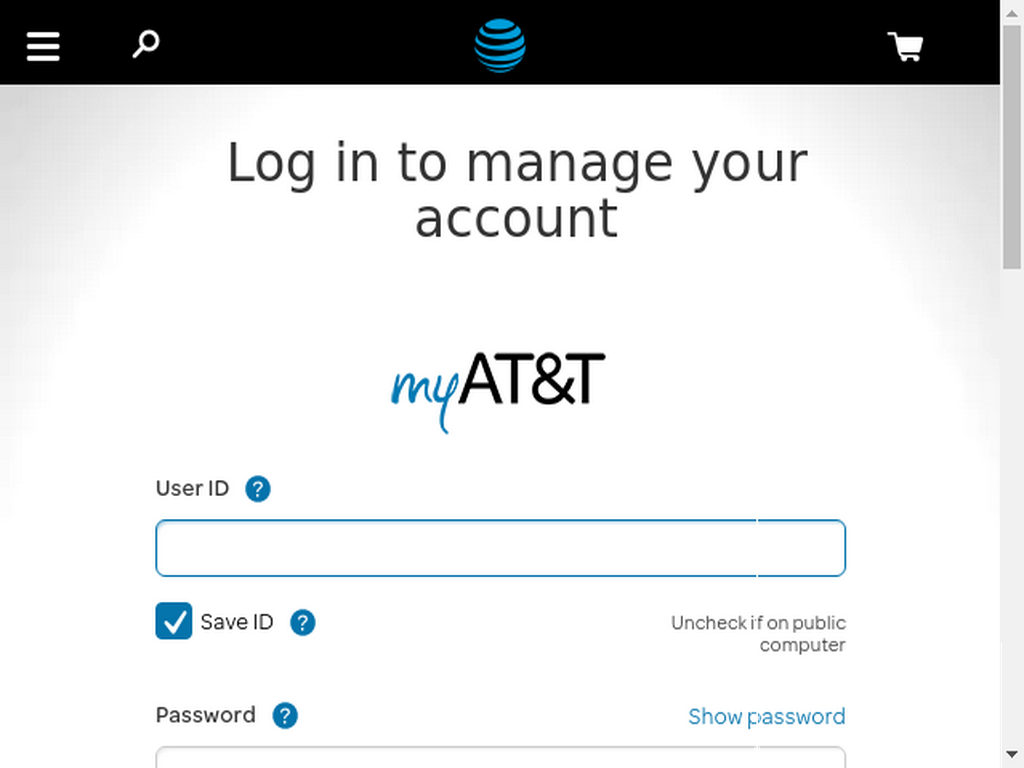 Log in to manage your
account
myAT&T
User ID ?
Save ID ?
Uncheck if on public
computer
Password ?
Show password